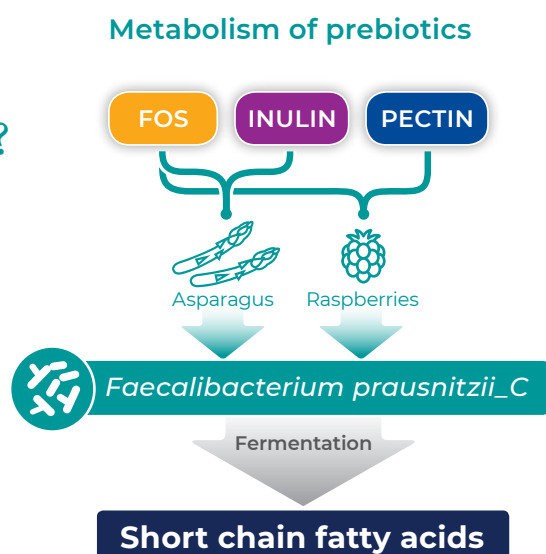 Metabolism of prebiotics
?
FOS INULIN PECTIN
Asparagus Raspberries
Faecalibacterium prausnitzii_C
Fermentation
Short chain fatty acids